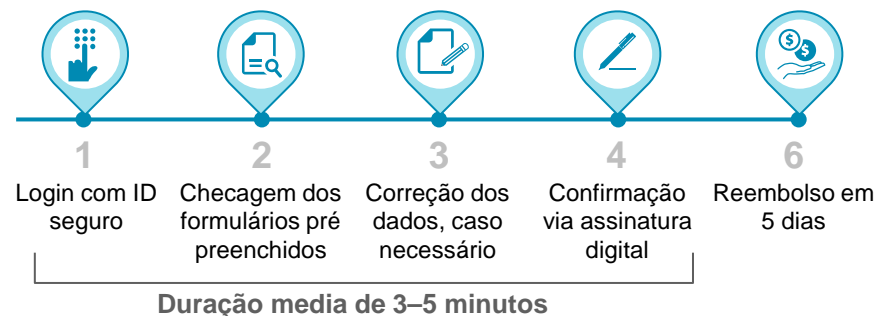 1
Login com ID
seguro
2
Checagem dos
formulários pré
preenchidos
3
Correção dos
dados, caso
necessário
4
Confirmação
via assinatura
digital
6
Reembolso em
5 dias
Duração media de 3–5 minutos